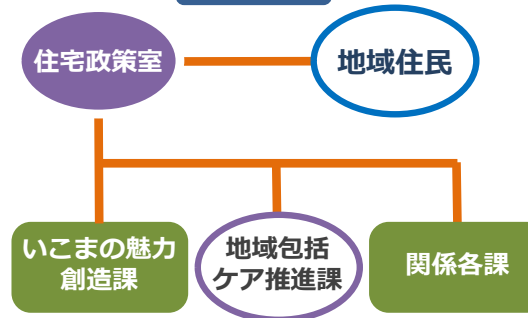 住宅政策室
地域住民
いこまの魅力
創造課
地域包括
ケア推進課
関係各課